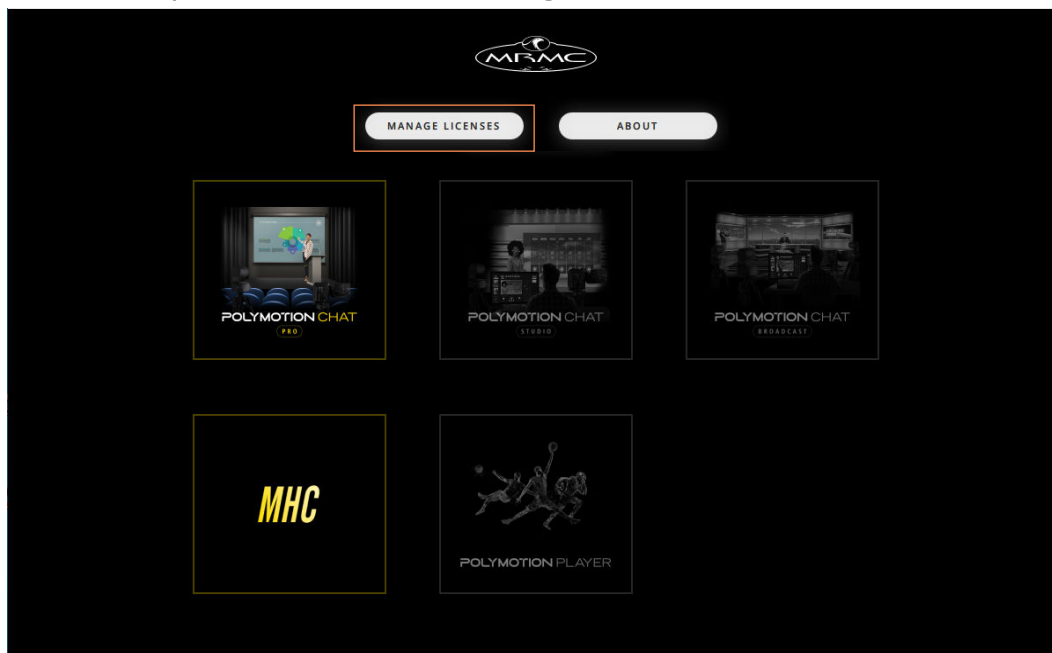 MRMC
MANAGE LICENSES
ABOUT
POLYMOTION CHAT
PRO
POLYMOTION CHAT
STUDIO
POLYMOTION CHAT
BROADCAST
MHC
POLYMOTION PLAYER